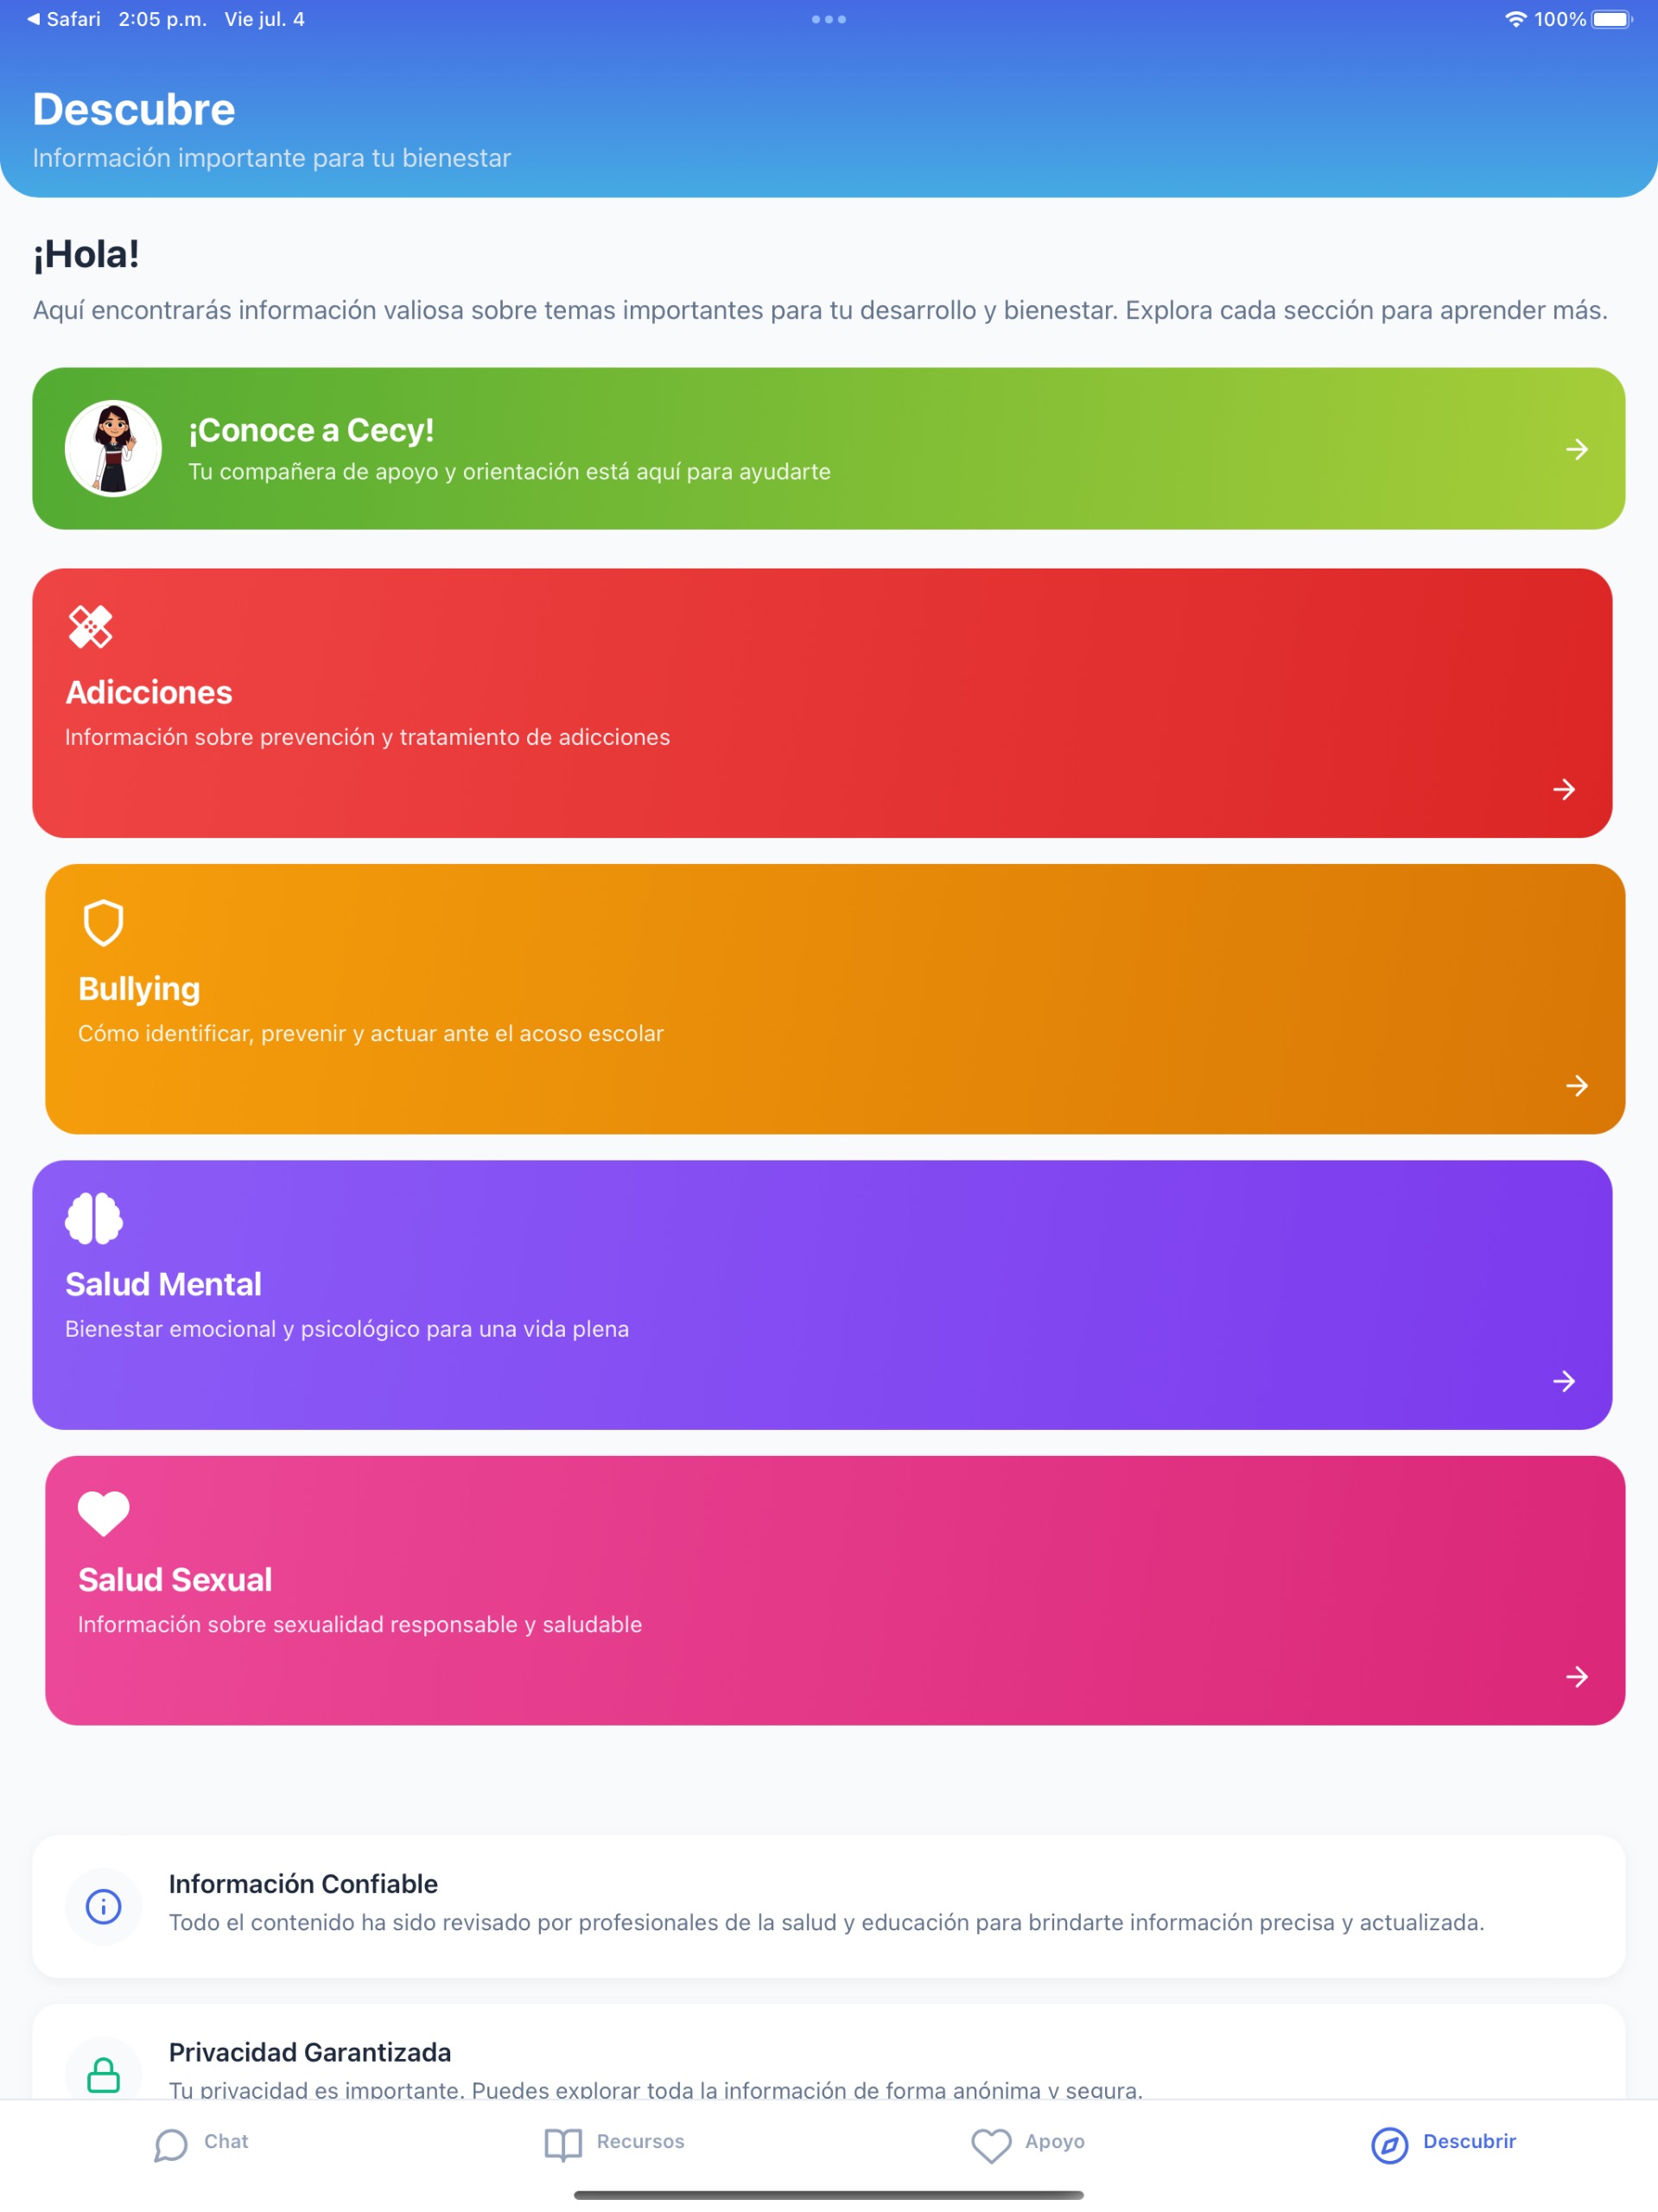 Safari 2:05 p.m. Vie jul. 4
100%
Descubre
Información importante para tu bienestar
¡Hola!
Aquí encontrarás información valiosa sobre temas importantes para tu desarrollo y bienestar. Explora cada sección para aprender más.
¡Conoce a Cecy!
Tu compañera de apoyo y orientación está aquí para ayudarte
Adicciones
Información sobre prevención y tratamiento de adicciones
Bullying
Cómo identificar, prevenir y actuar ante el acoso escolar
Salud Mental
Bienestar emocional y psicológico para una vida plena
Salud Sexual
Información sobre sexualidad responsable y saludable
Información Confiable
Todo el contenido ha sido revisado por profesionales de la salud y educación para brindarte información precisa y actualizada.
Privacidad Garantizada
Tu privacidad es importante. Puedes explorar toda la información de forma anónima y segura.
Chat
Recursos
Apoyo
Descubrir